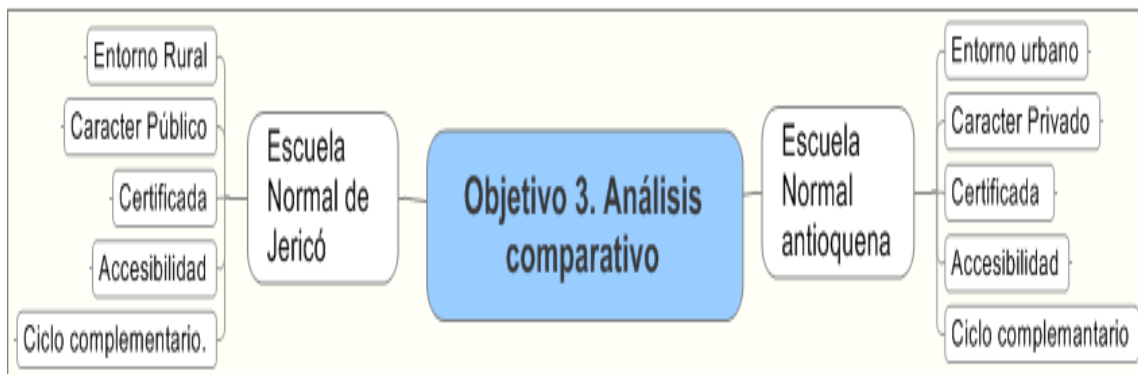 Entorno Rural
Caracter Público
Certificada
Accesibilidad
Ciclo complementario.
Escuela
Normal de
Jericó
Objetivo 3. Análisis
comparativo
Escuela
Normal
antioquena
Entorno urbano
Caracter Privado
Certificada
Accesibilidad
Ciclo complemantario